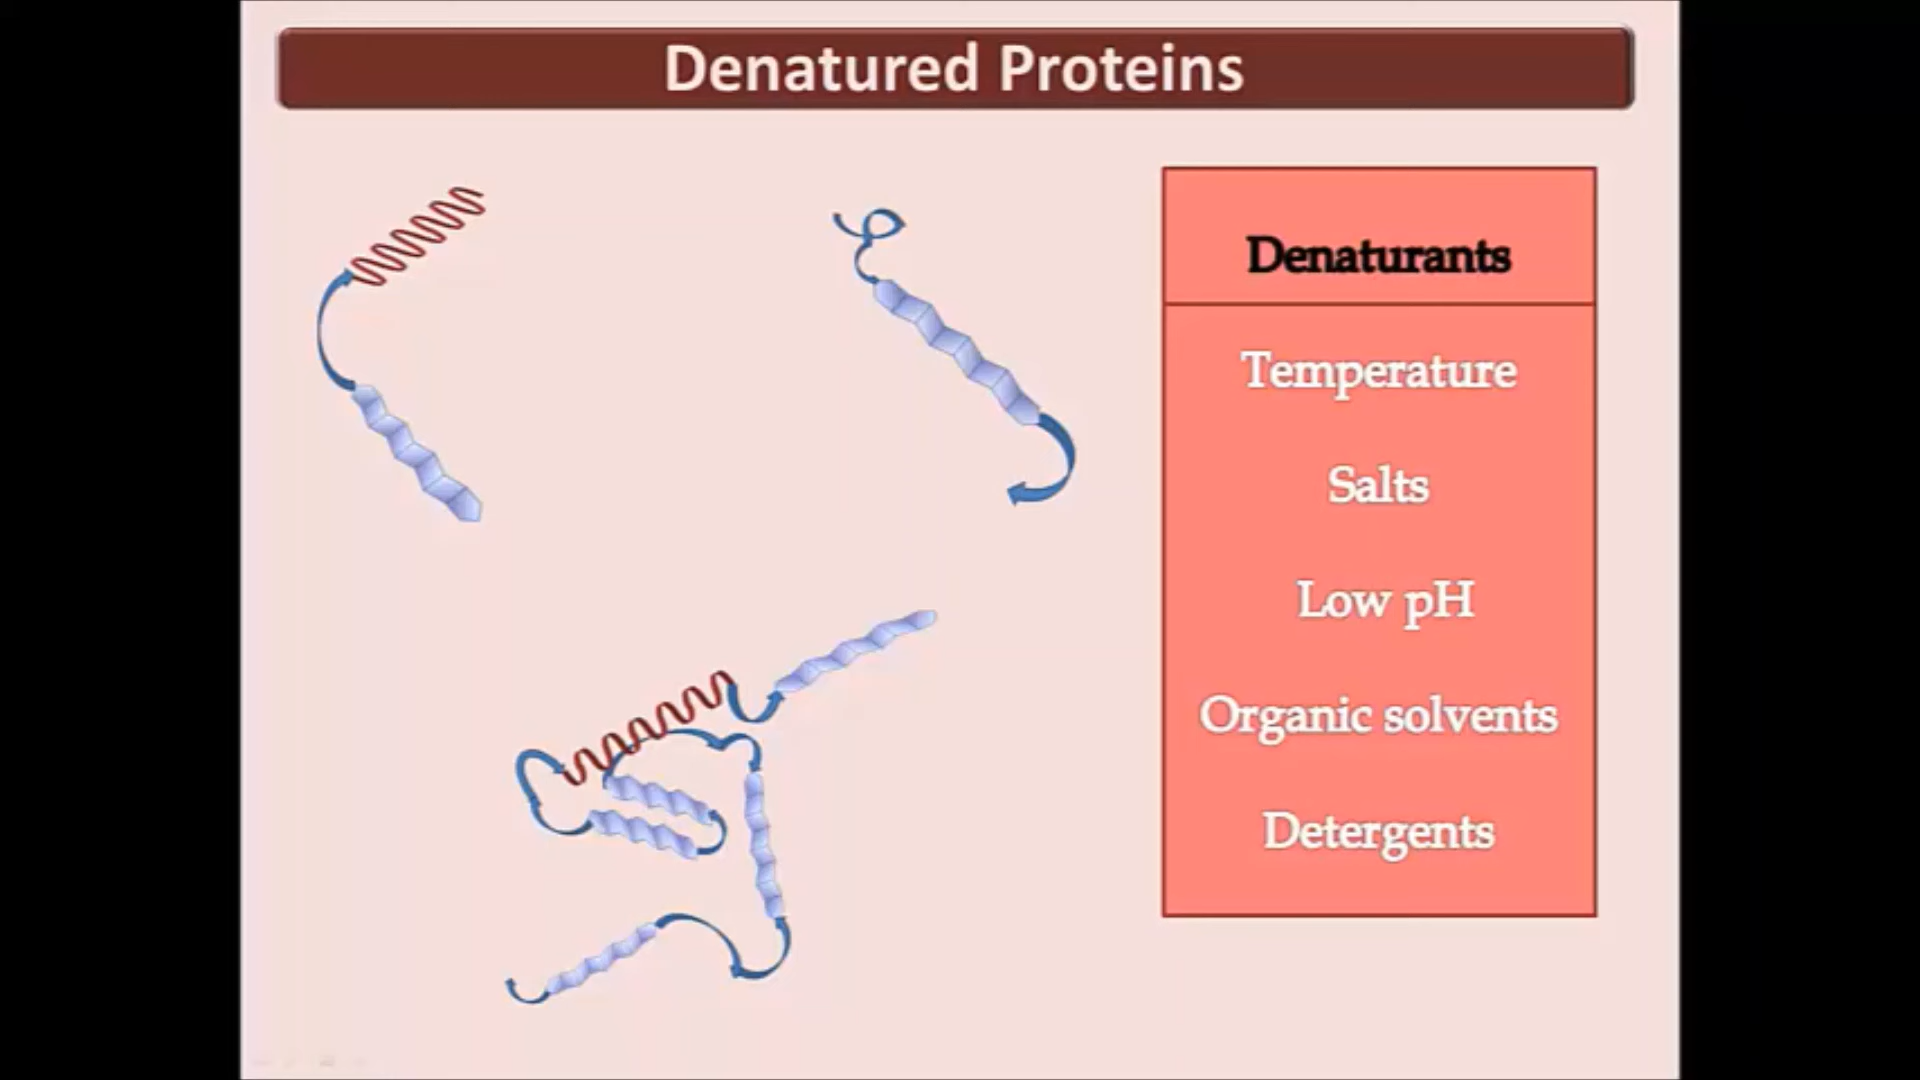 Denatured Proteins
Denaturants
Temperature
Salts
Low pH
Organic solvents
Detergents